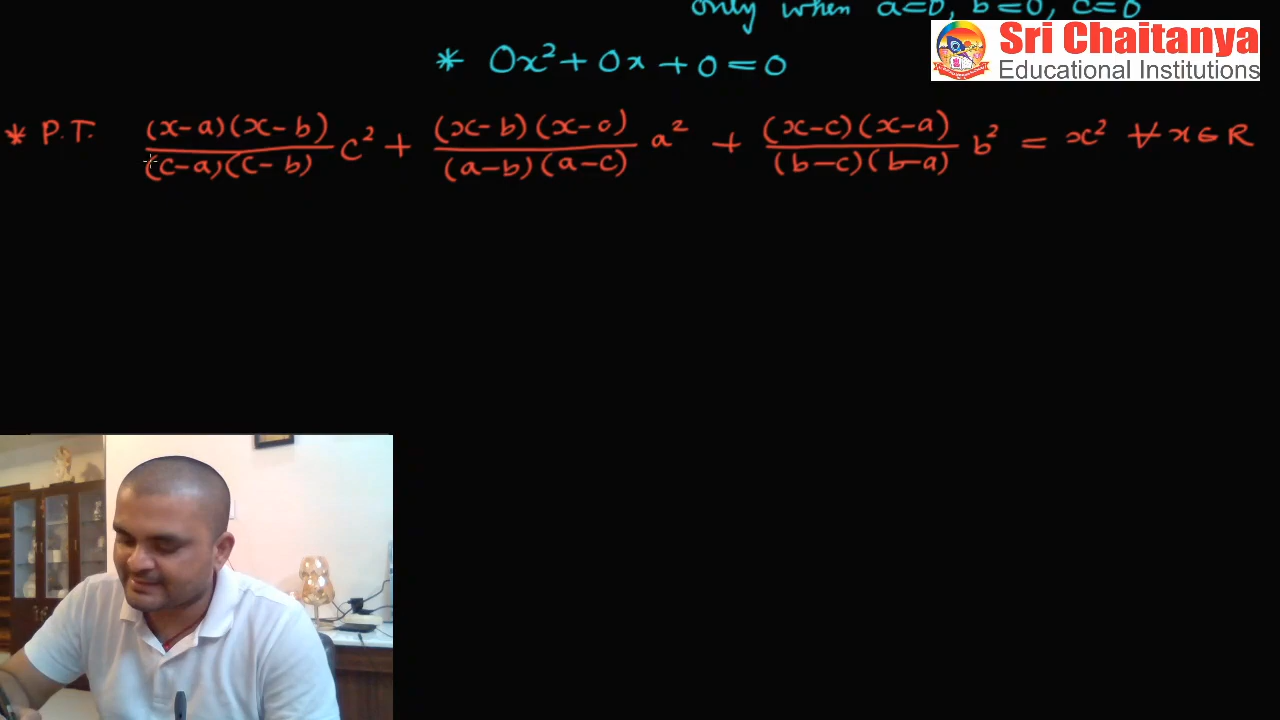 only when a=0, b=0, c=0
Sri Chaitanya
Educational Institutions
* 0x²+ 0x + 0 = 0
* P.T. (x-a)(x-b)/(c-a)(c-b) c² + (x-b)(x-c)/(a-b)(a-c) a² + (x-c)(x-a)/(b-c)(b-a) b² = x² ∀ x ∈ R